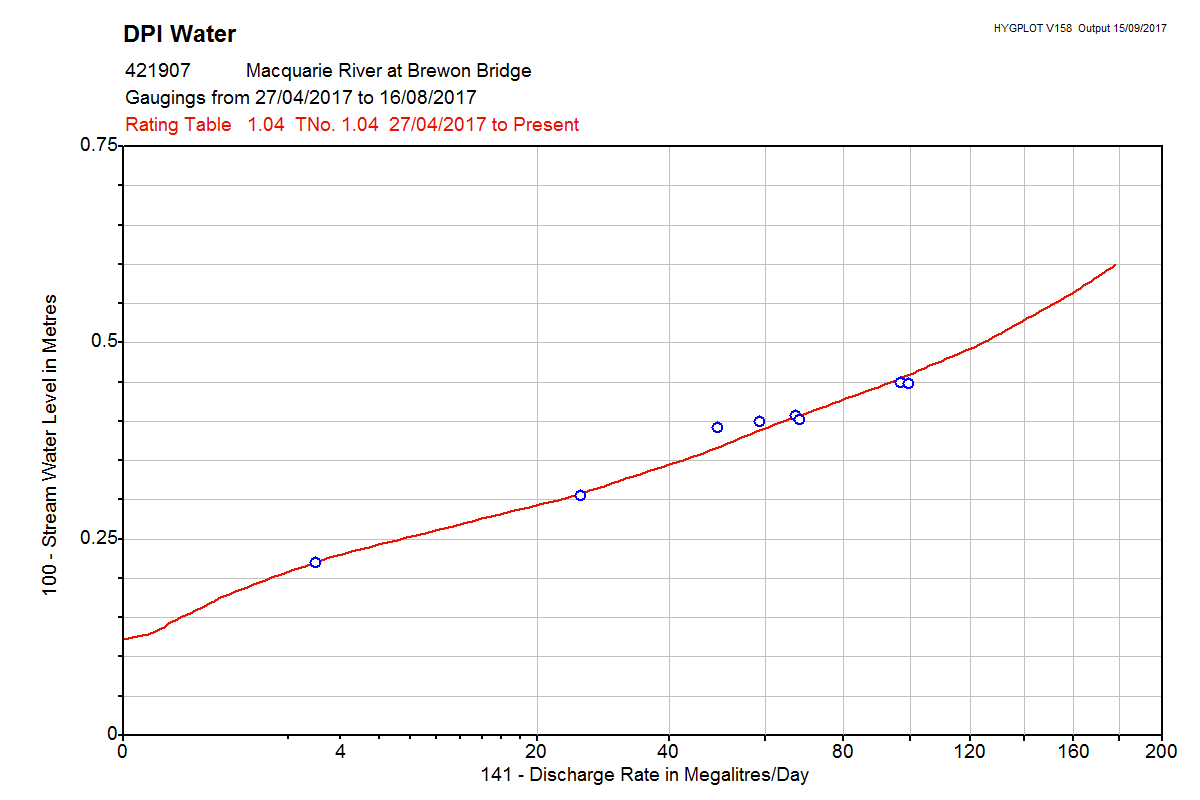 DPI Water
HYGPLOT V158 Output 15/09/2017
421907 Macquarie River at Brewon Bridge
Gaugings from 27/04/2017 to 16/08/2017
Rating Table 1.04 TNo. 1.04 27/04/2017 to Present
0.75
0.5
0.25
0
100 - Stream Water Level in Metres
0 4 20 40 80 120 160 200
141 - Discharge Rate in Megalitres/Day